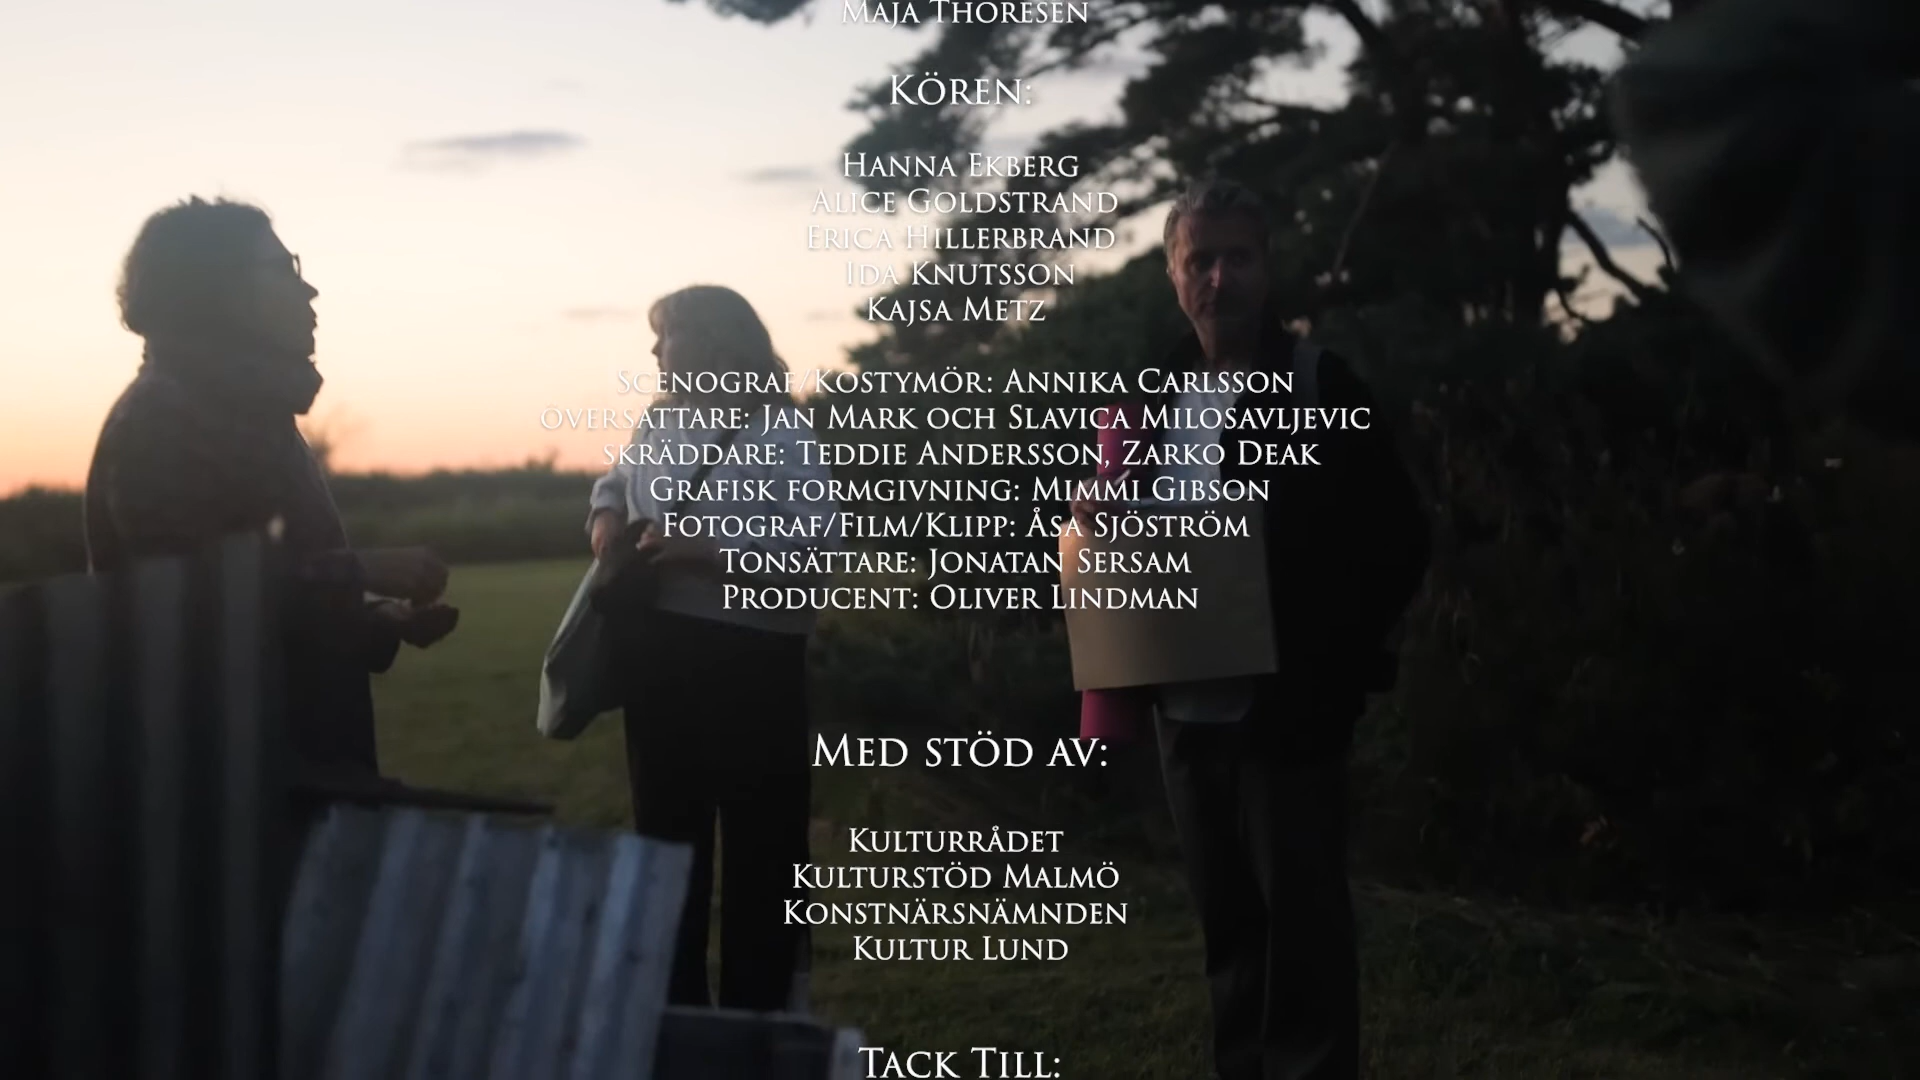 Maja Thoresen
Kören:
Hanna Ekberg
Alice Goldstrand
Erica Hillerbrand
Ida Knutsson
Kajsa Metz
Scenograf/Kostymör: Annika Carlsson
översättare: Jan Mark och Slavica Milosavljevic
skräddare: Teddie Andersson, Zarko Deak
Grafisk formgivning: Mimmi Gibson
Fotograf/Film/Klipp: Åsa Sjöström
Tonsättare: Jonatan Sersam
Producent: Oliver Lindman
Med stöd av:
Kulturrådet
Kulturstöd Malmö
Konstnärsnämnden
Kultur Lund
Tack Till: